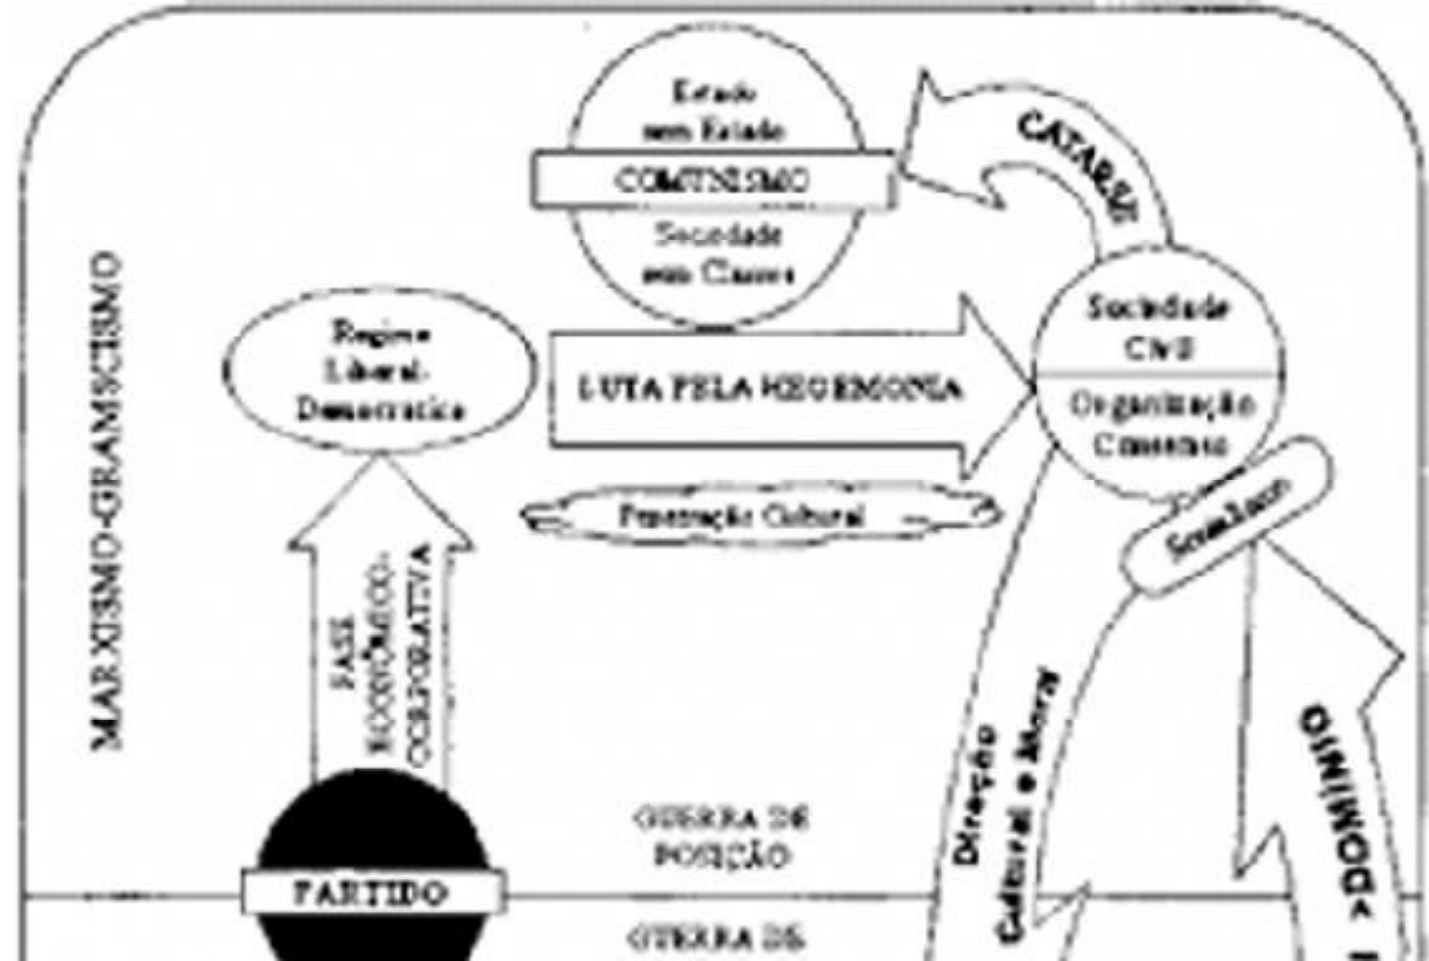 Estado
sem Estado
COMUNISMO
Sociedade
sem Classes
CATARSE
MARXISMO-GRAMSCISMO
Regime
Liberal-
Democrático
LUTA PELA HEGEMONIA
Sociedade
Civil
Organização
Consenso
Penetração Cultural
FASE
ECONÔMICO-
CORPORATIVA
Direção
Cultural e Moral
DOMÍNIO
GUERRA DE
POSIÇÃO
PARTIDO
GUERRA DE